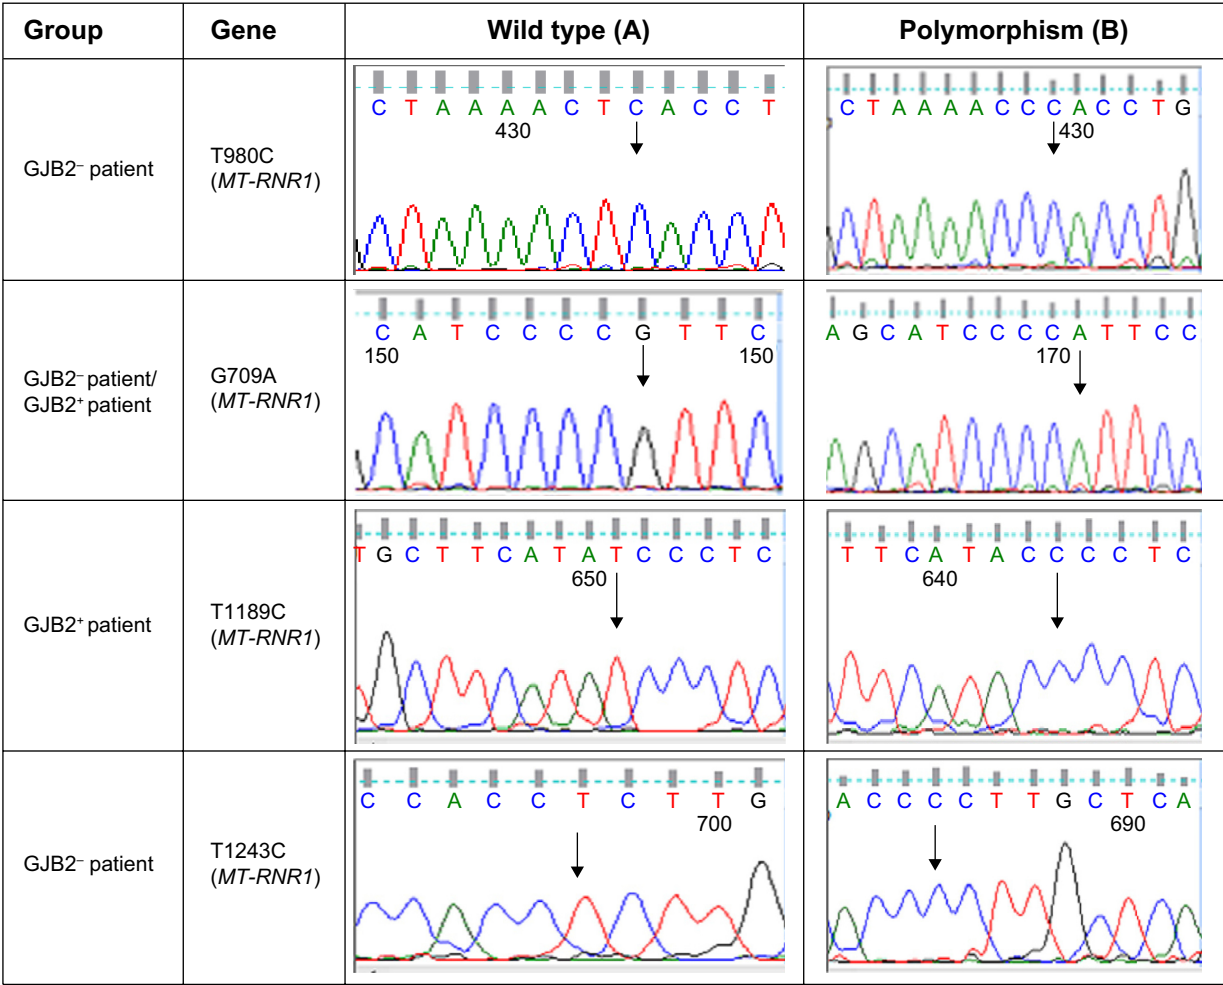 Group Gene Wild type (A) Polymorphism (B)
GJB2– patient
T980C
(MT-RNR1)
C T A A A A C T C A C C T
430
C T A A A A C C C A C C T G
430
GJB2– patient/
GJB2+ patient
G709A
(MT-RNR1)
C A T C C C C G T T C
150 150
A G C A T C C C C A T T C C
170
GJB2+ patient
T1189C
(MT-RNR1)
T G C T T C A T A T C C C T C
650
T T C A T A C C C C T C
640
GJB2– patient
T1243C
(MT-RNR1)
C C A C C T C T T G
700
A C C C C T T G C T C A
690